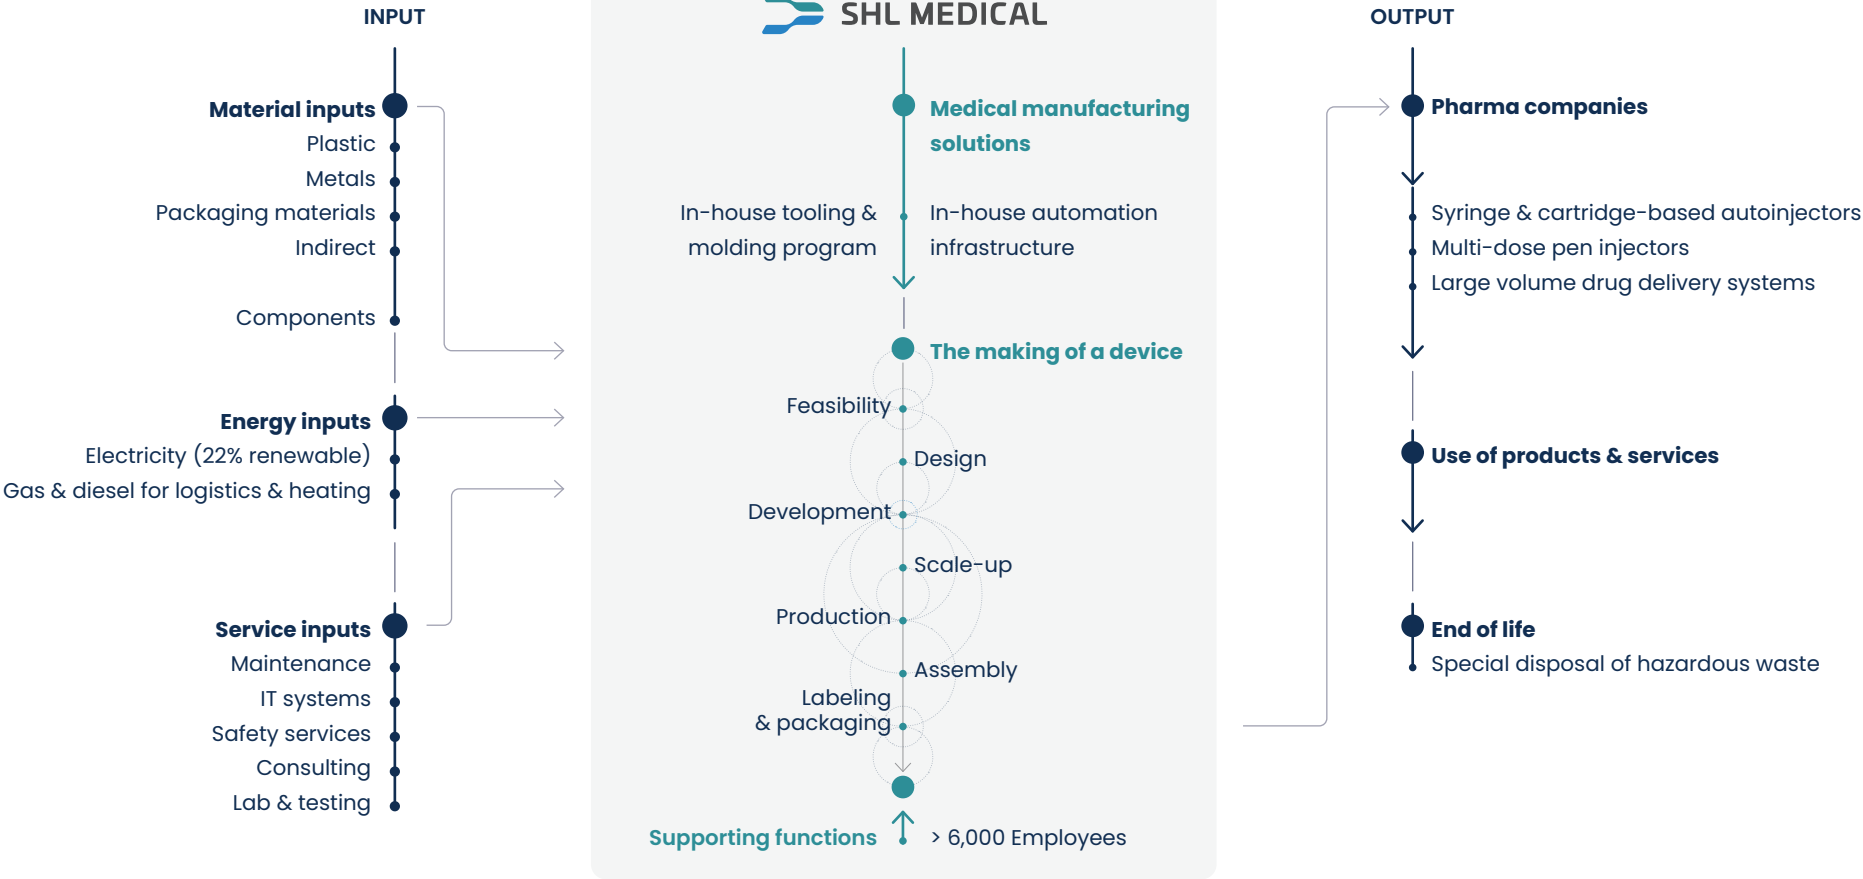 INPUT
Material inputs
Plastic
Metals
Packaging materials
Indirect
Components
Energy inputs
Electricity (22% renewable)
Gas & diesel for logistics & heating
Service inputs
Maintenance
IT systems
Safety services
Consulting
Lab & testing
SHL MEDICAL
Medical manufacturing
solutions
In-house tooling &
molding program
In-house automation
infrastructure
The making of a device
Feasibility
Design
Development
Scale-up
Production
Assembly
Labeling
& packaging
Supporting functions
> 6,000 Employees
OUTPUT
Pharma companies
Syringe & cartridge-based autoinjectors
Multi-dose pen injectors
Large volume drug delivery systems
Use of products & services
End of life
Special disposal of hazardous waste